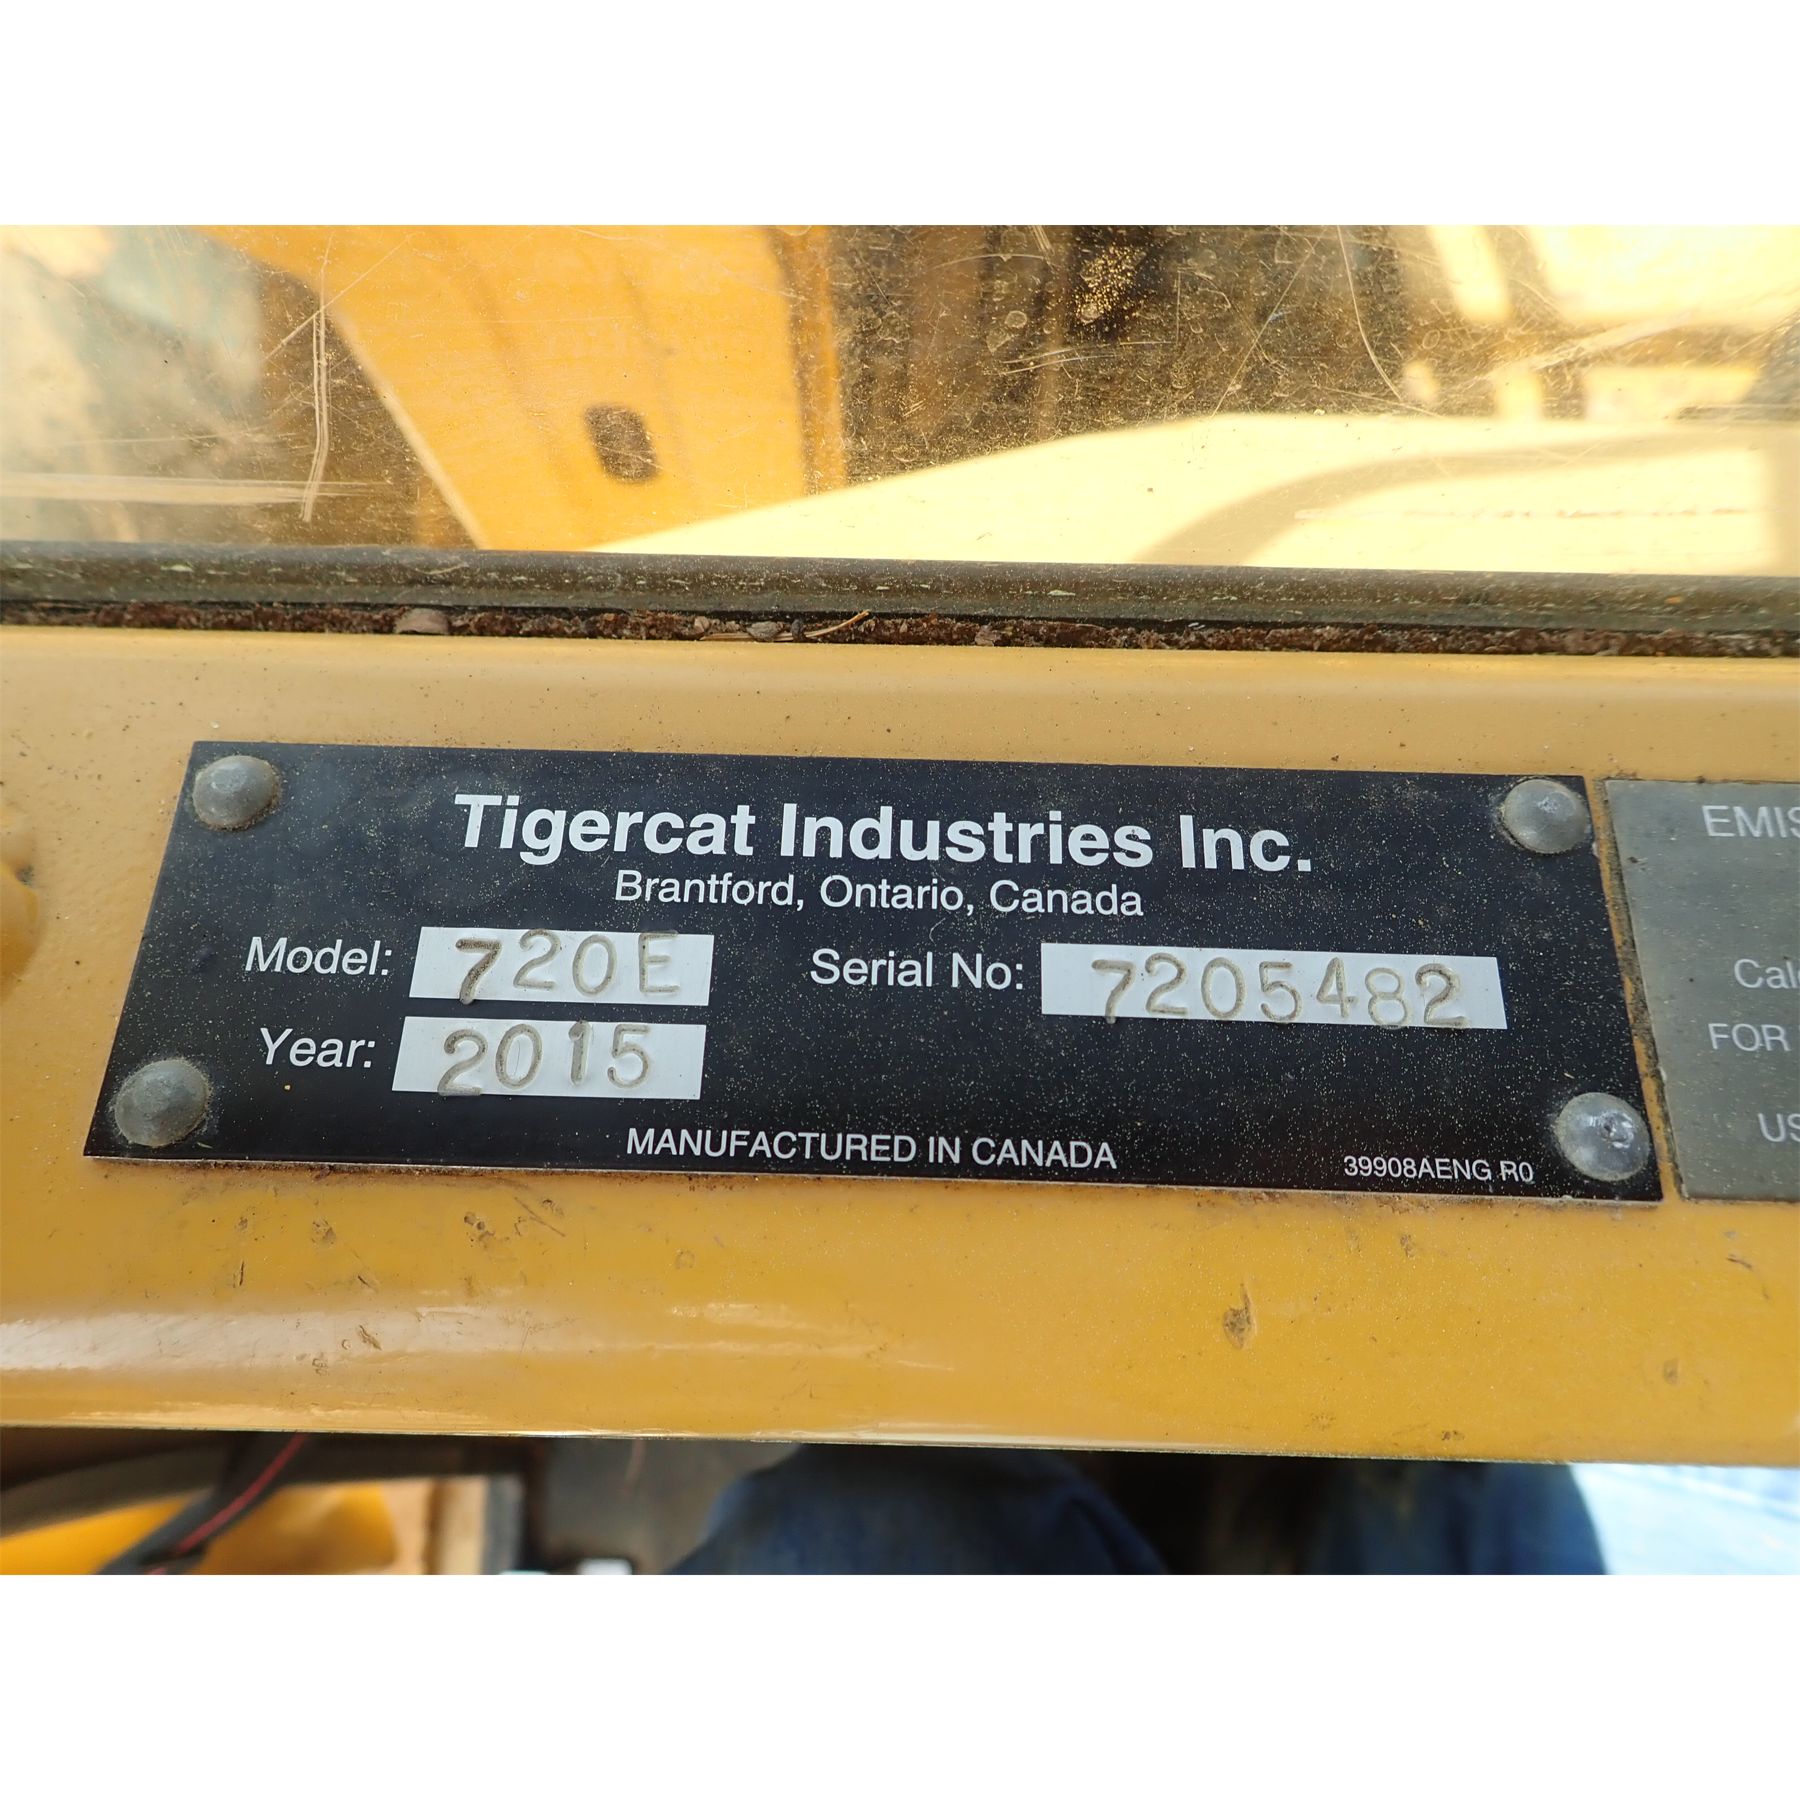 Tigercat Industries Inc.
Brantford, Ontario, Canada
Model: 720E Serial No: 7205482
Year: 2015
MANUFACTURED IN CANADA
39908AENG R0
FOR